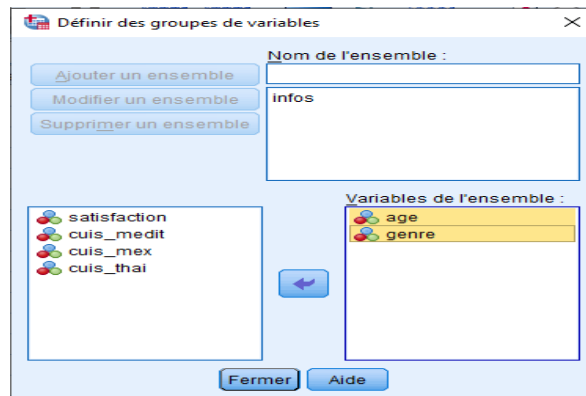 Définir des groupes de variables
Nom de l'ensemble :
Ajouter un ensemble
Modifier un ensemble
Supprimer un ensemble
infos
Variables de l'ensemble :
satisfaction
cuis_medit
cuis_mex
cuis_thai
age
genre
Fermer
Aide